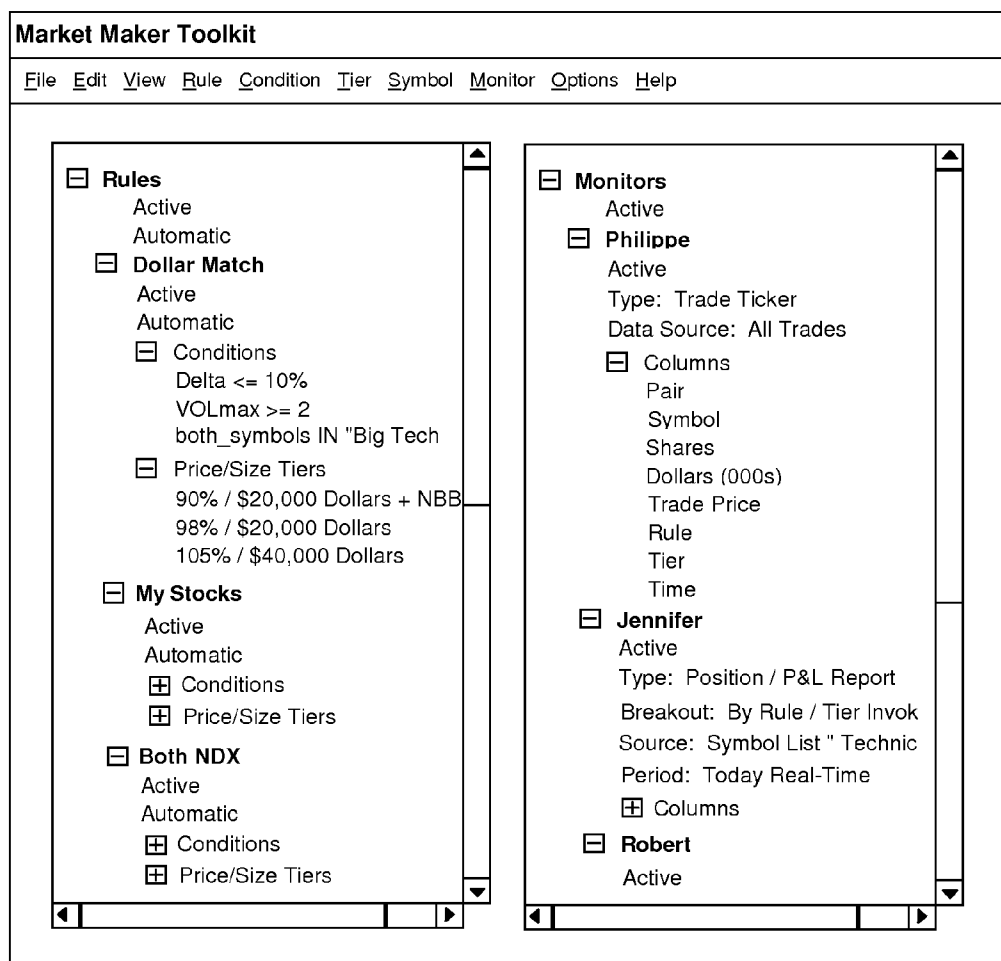 Market Maker Toolkit
File Edit View Rule Condition Tier Symbol Monitor Options Help
Rules
Active
Automatic
Dollar Match
Active
Automatic
Conditions
Delta <= 10%
VOLmax >= 2
both_symbols IN "Big Tech
Price/Size Tiers
90% / $20,000 Dollars + NBB
98% / $20,000 Dollars
105% / $40,000 Dollars
My Stocks
Active
Automatic
Conditions
Price/Size Tiers
Both NDX
Active
Automatic
Conditions
Price/Size Tiers
Monitors
Active
Philippe
Active
Type: Trade Ticker
Data Source: All Trades
Columns
Pair
Symbol
Shares
Dollars (000s)
Trade Price
Rule
Tier
Time
Jennifer
Active
Type: Position / P&L Report
Breakout: By Rule / Tier Invok
Source: Symbol List " Technic
Period: Today Real-Time
Columns
Robert
Active